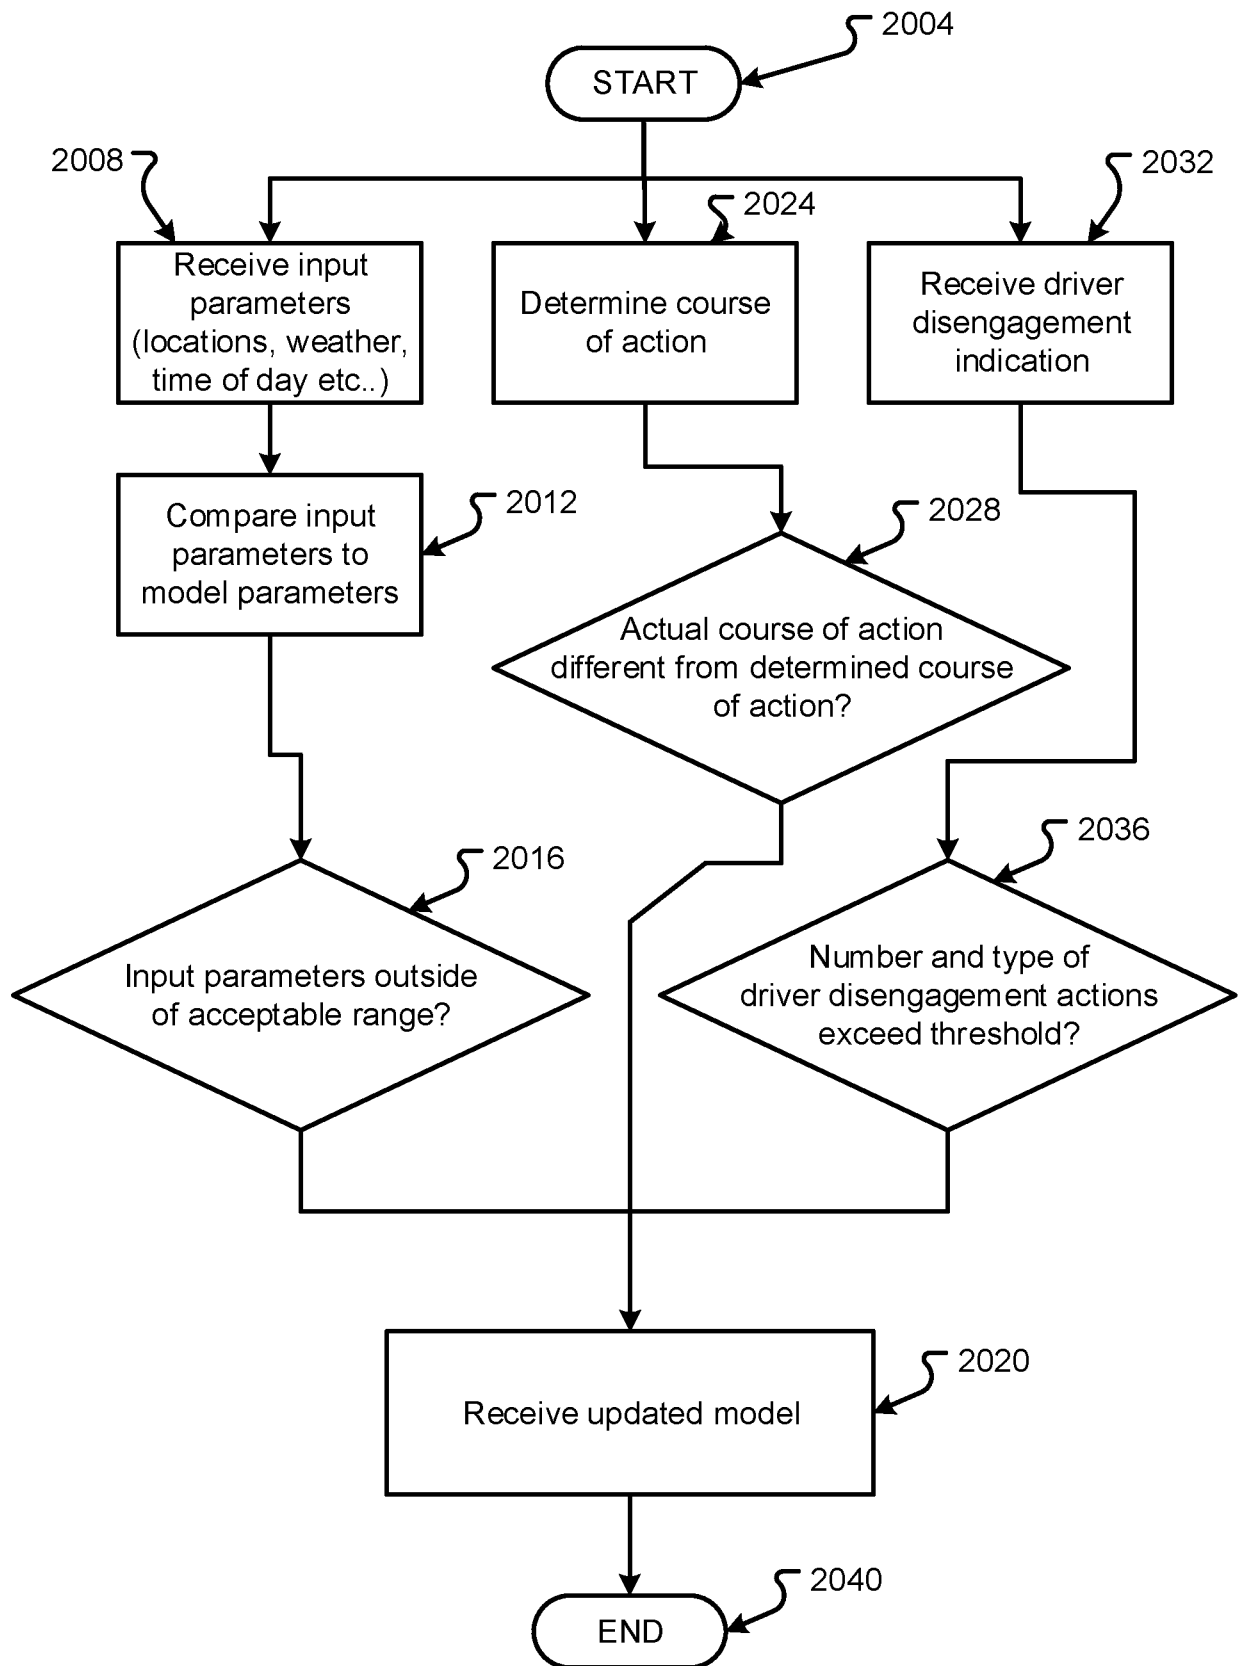 2004
START
2008
2032
2024
Receive input
parameters
(locations, weather,
time of day etc..)
Determine course
of action
Receive driver
disengagement
indication
Compare input
parameters to
model parameters
2012
2028
Actual course of action
different from determined course
of action?
2016
2036
Input parameters outside
of acceptable range?
Number and type of
driver disengagement actions
exceed threshold?
2020
Receive updated model
2040
END